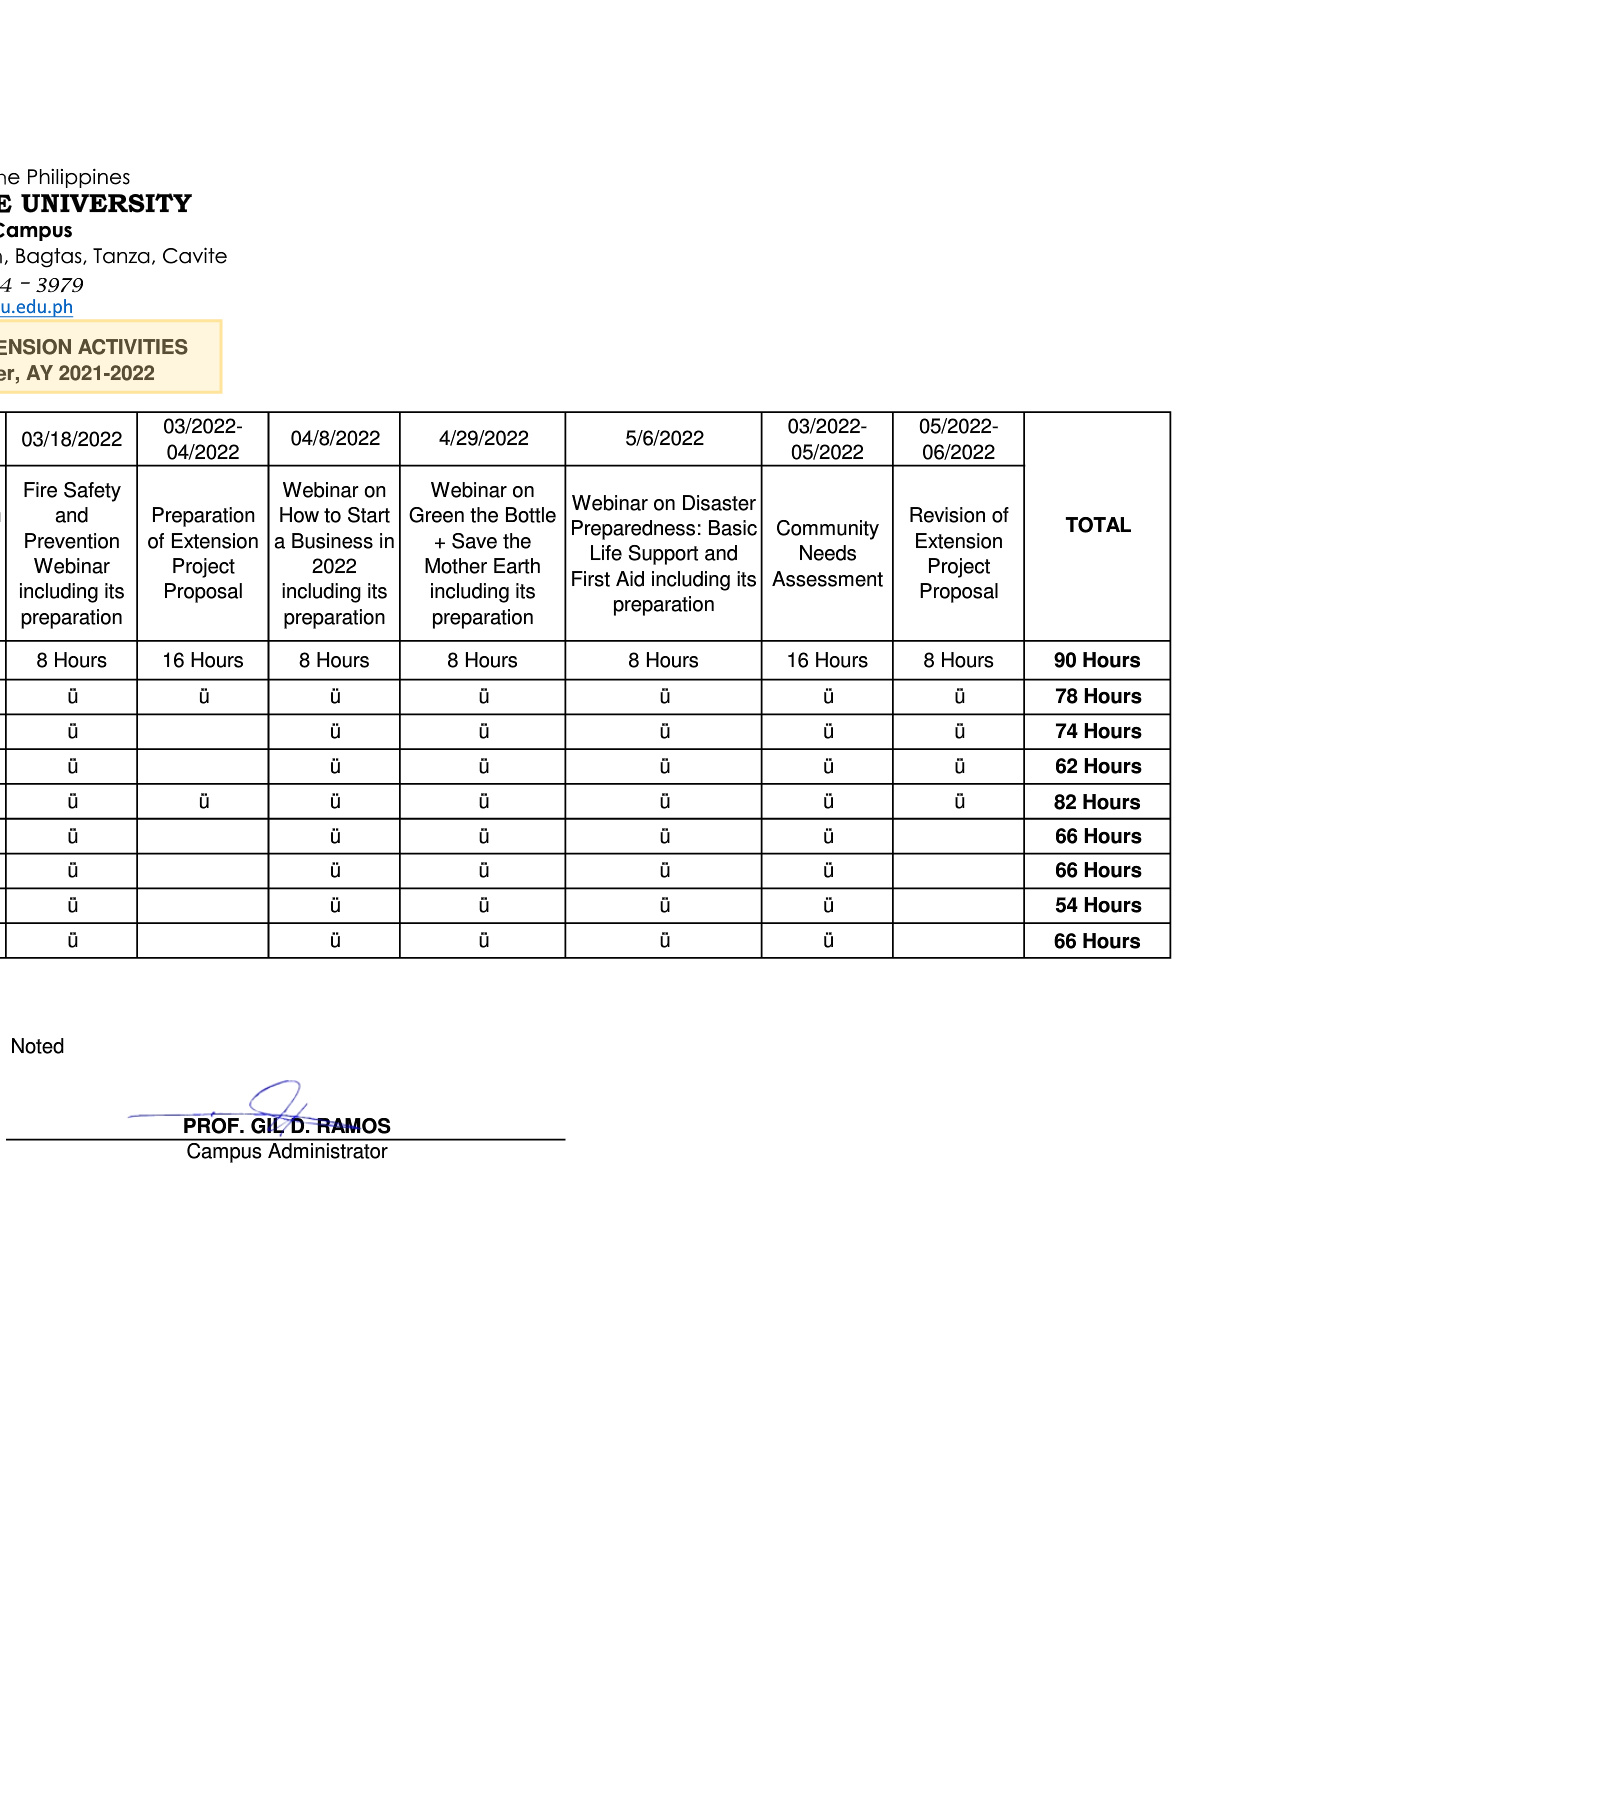 he Philippines
E UNIVERSITY
Campus
, Bagtas, Tanza, Cavite
4 – 3979
u.edu.ph
ENSION ACTIVITIES
er, AY 2021-2022
03/18/2022 03/2022- 04/8/2022 4/29/2022 5/6/2022 03/2022- 05/2022-
04/2022 05/2022 06/2022
Fire Safety Webinar on Webinar on
and Preparation How to Start Green the Bottle Webinar on Disaster Community Revision of TOTAL
Prevention of Extension a Business in + Save the Preparedness: Basic Needs Extension
Webinar Project 2022 Mother Earth Life Support and Assessment Project
including its Proposal including its including its First Aid including its Proposal
preparation preparation preparation preparation
8 Hours 16 Hours 8 Hours 8 Hours 8 Hours 16 Hours 8 Hours 90 Hours
ü ü ü ü ü ü ü 78 Hours
ü ü ü ü ü ü 74 Hours
ü ü ü ü ü ü 62 Hours
ü ü ü ü ü ü ü 82 Hours
ü ü ü ü ü 66 Hours
ü ü ü ü ü 66 Hours
ü ü ü ü ü 54 Hours
ü ü ü ü ü 66 Hours
Noted
PROF. GIL D. RAMOS
Campus Administrator